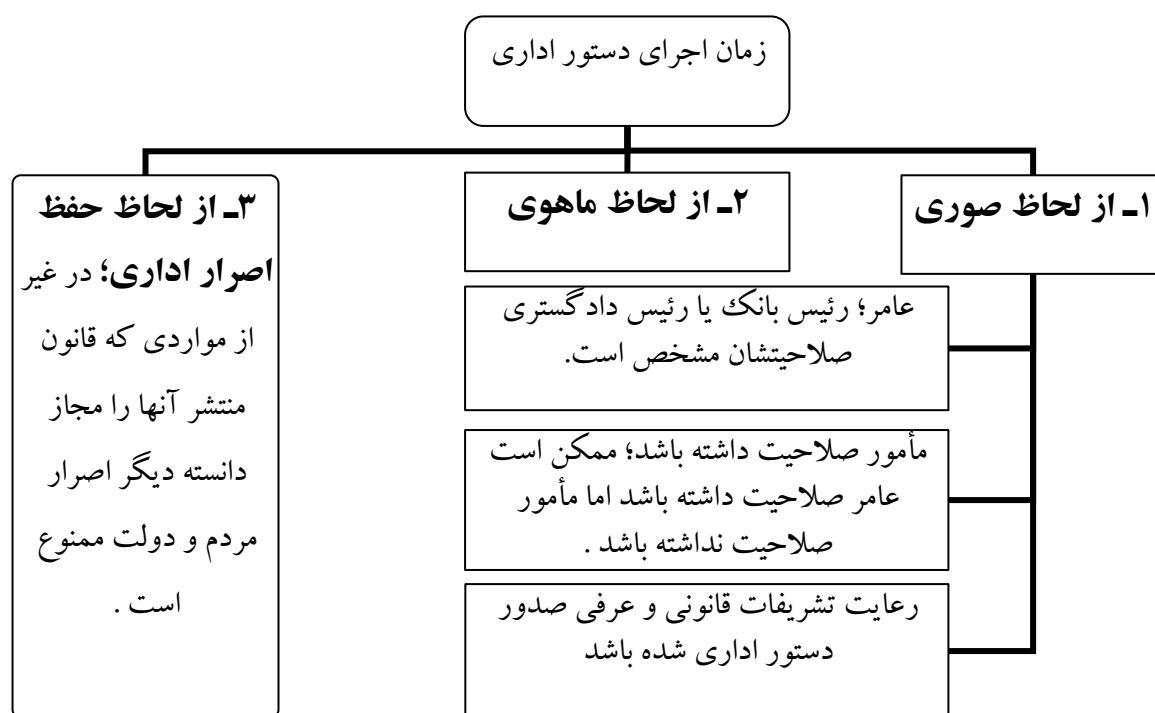 زمان اجرای دستور اداری
۱ـ از لحاظ صوری
عامر؛ رئیس بانک یا رئیس دادگستری
صلاحیتشان مشخص است.
مأمور صلاحیت داشته باشد؛ ممکن است
عامر صلاحیت داشته باشد اما مأمور
صلاحیت نداشته باشد .
رعایت تشریفات قانونی و عرفی صدور
دستور اداری شده باشد
۲ـ از لحاظ ماهوی
۳ـ از لحاظ حفظ
اصرار اداری؛ در غیر
از مواردی که قانون
منتشر آنها را مجاز
دانسته دیگر اصرار
مردم و دولت ممنوع
است .